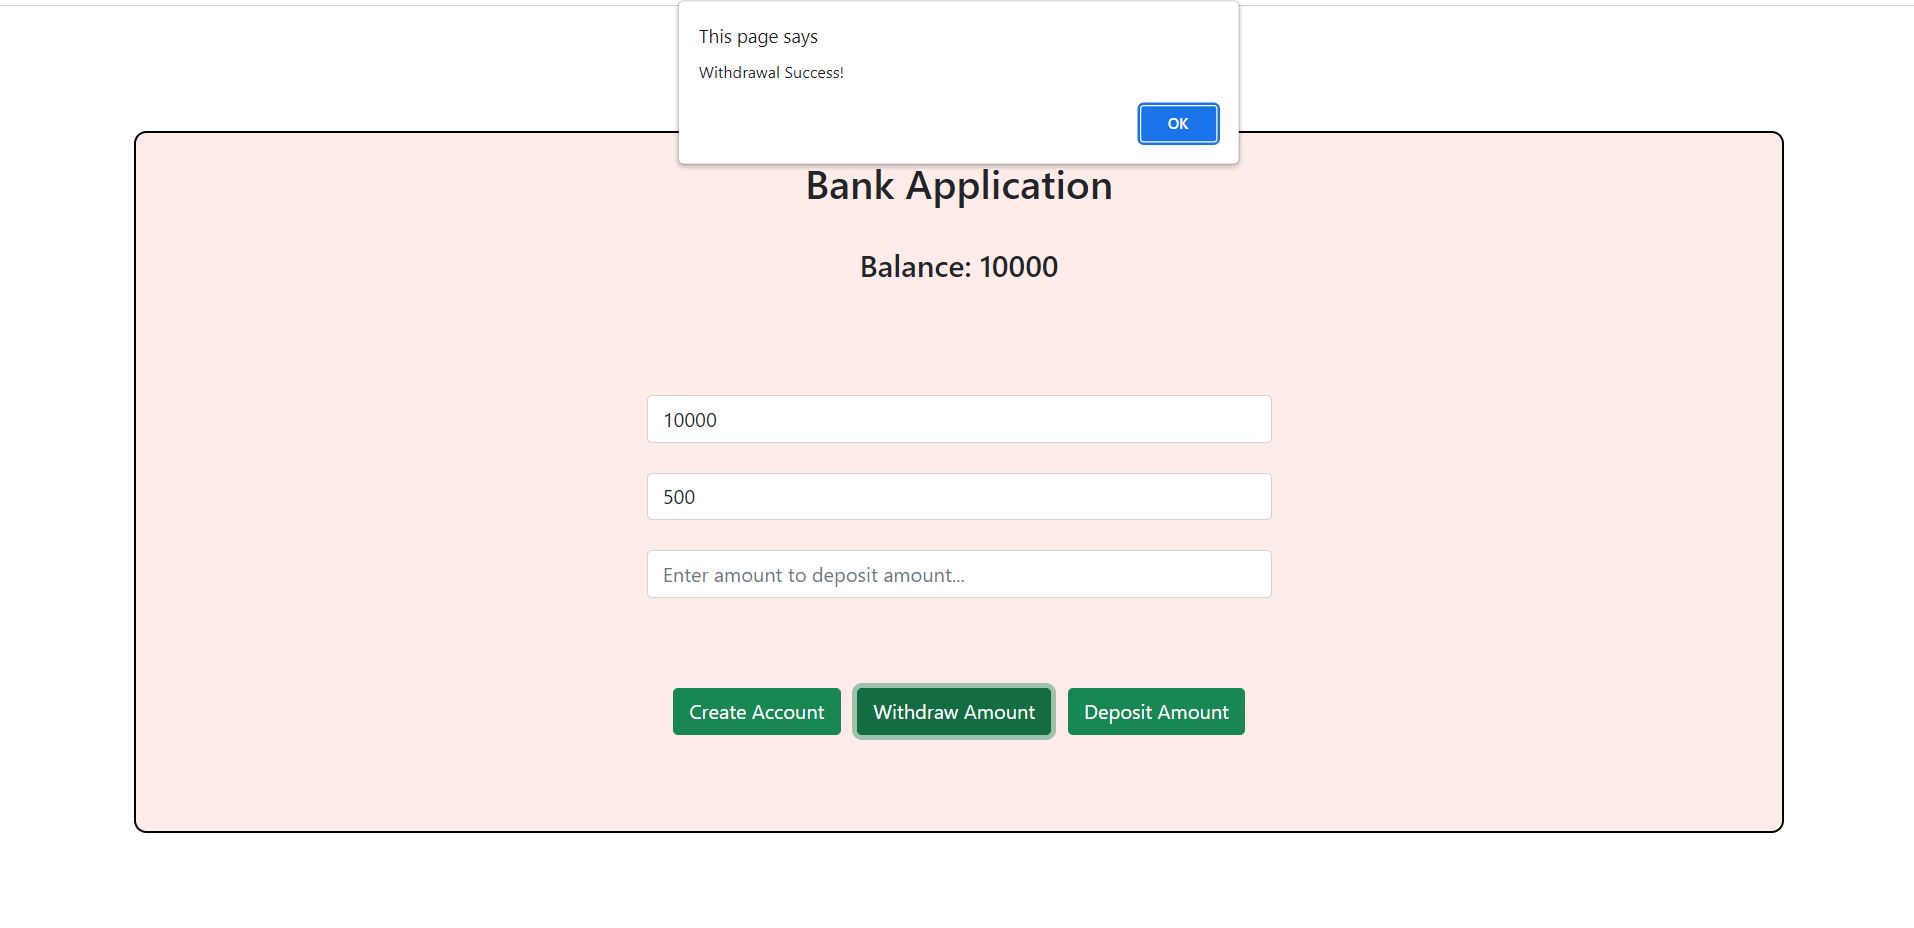 This page says
Withdrawal Success!
OK
Bank Application
Balance: 10000
10000
500
Enter amount to deposit amount...
Create Account Withdraw Amount Deposit Amount